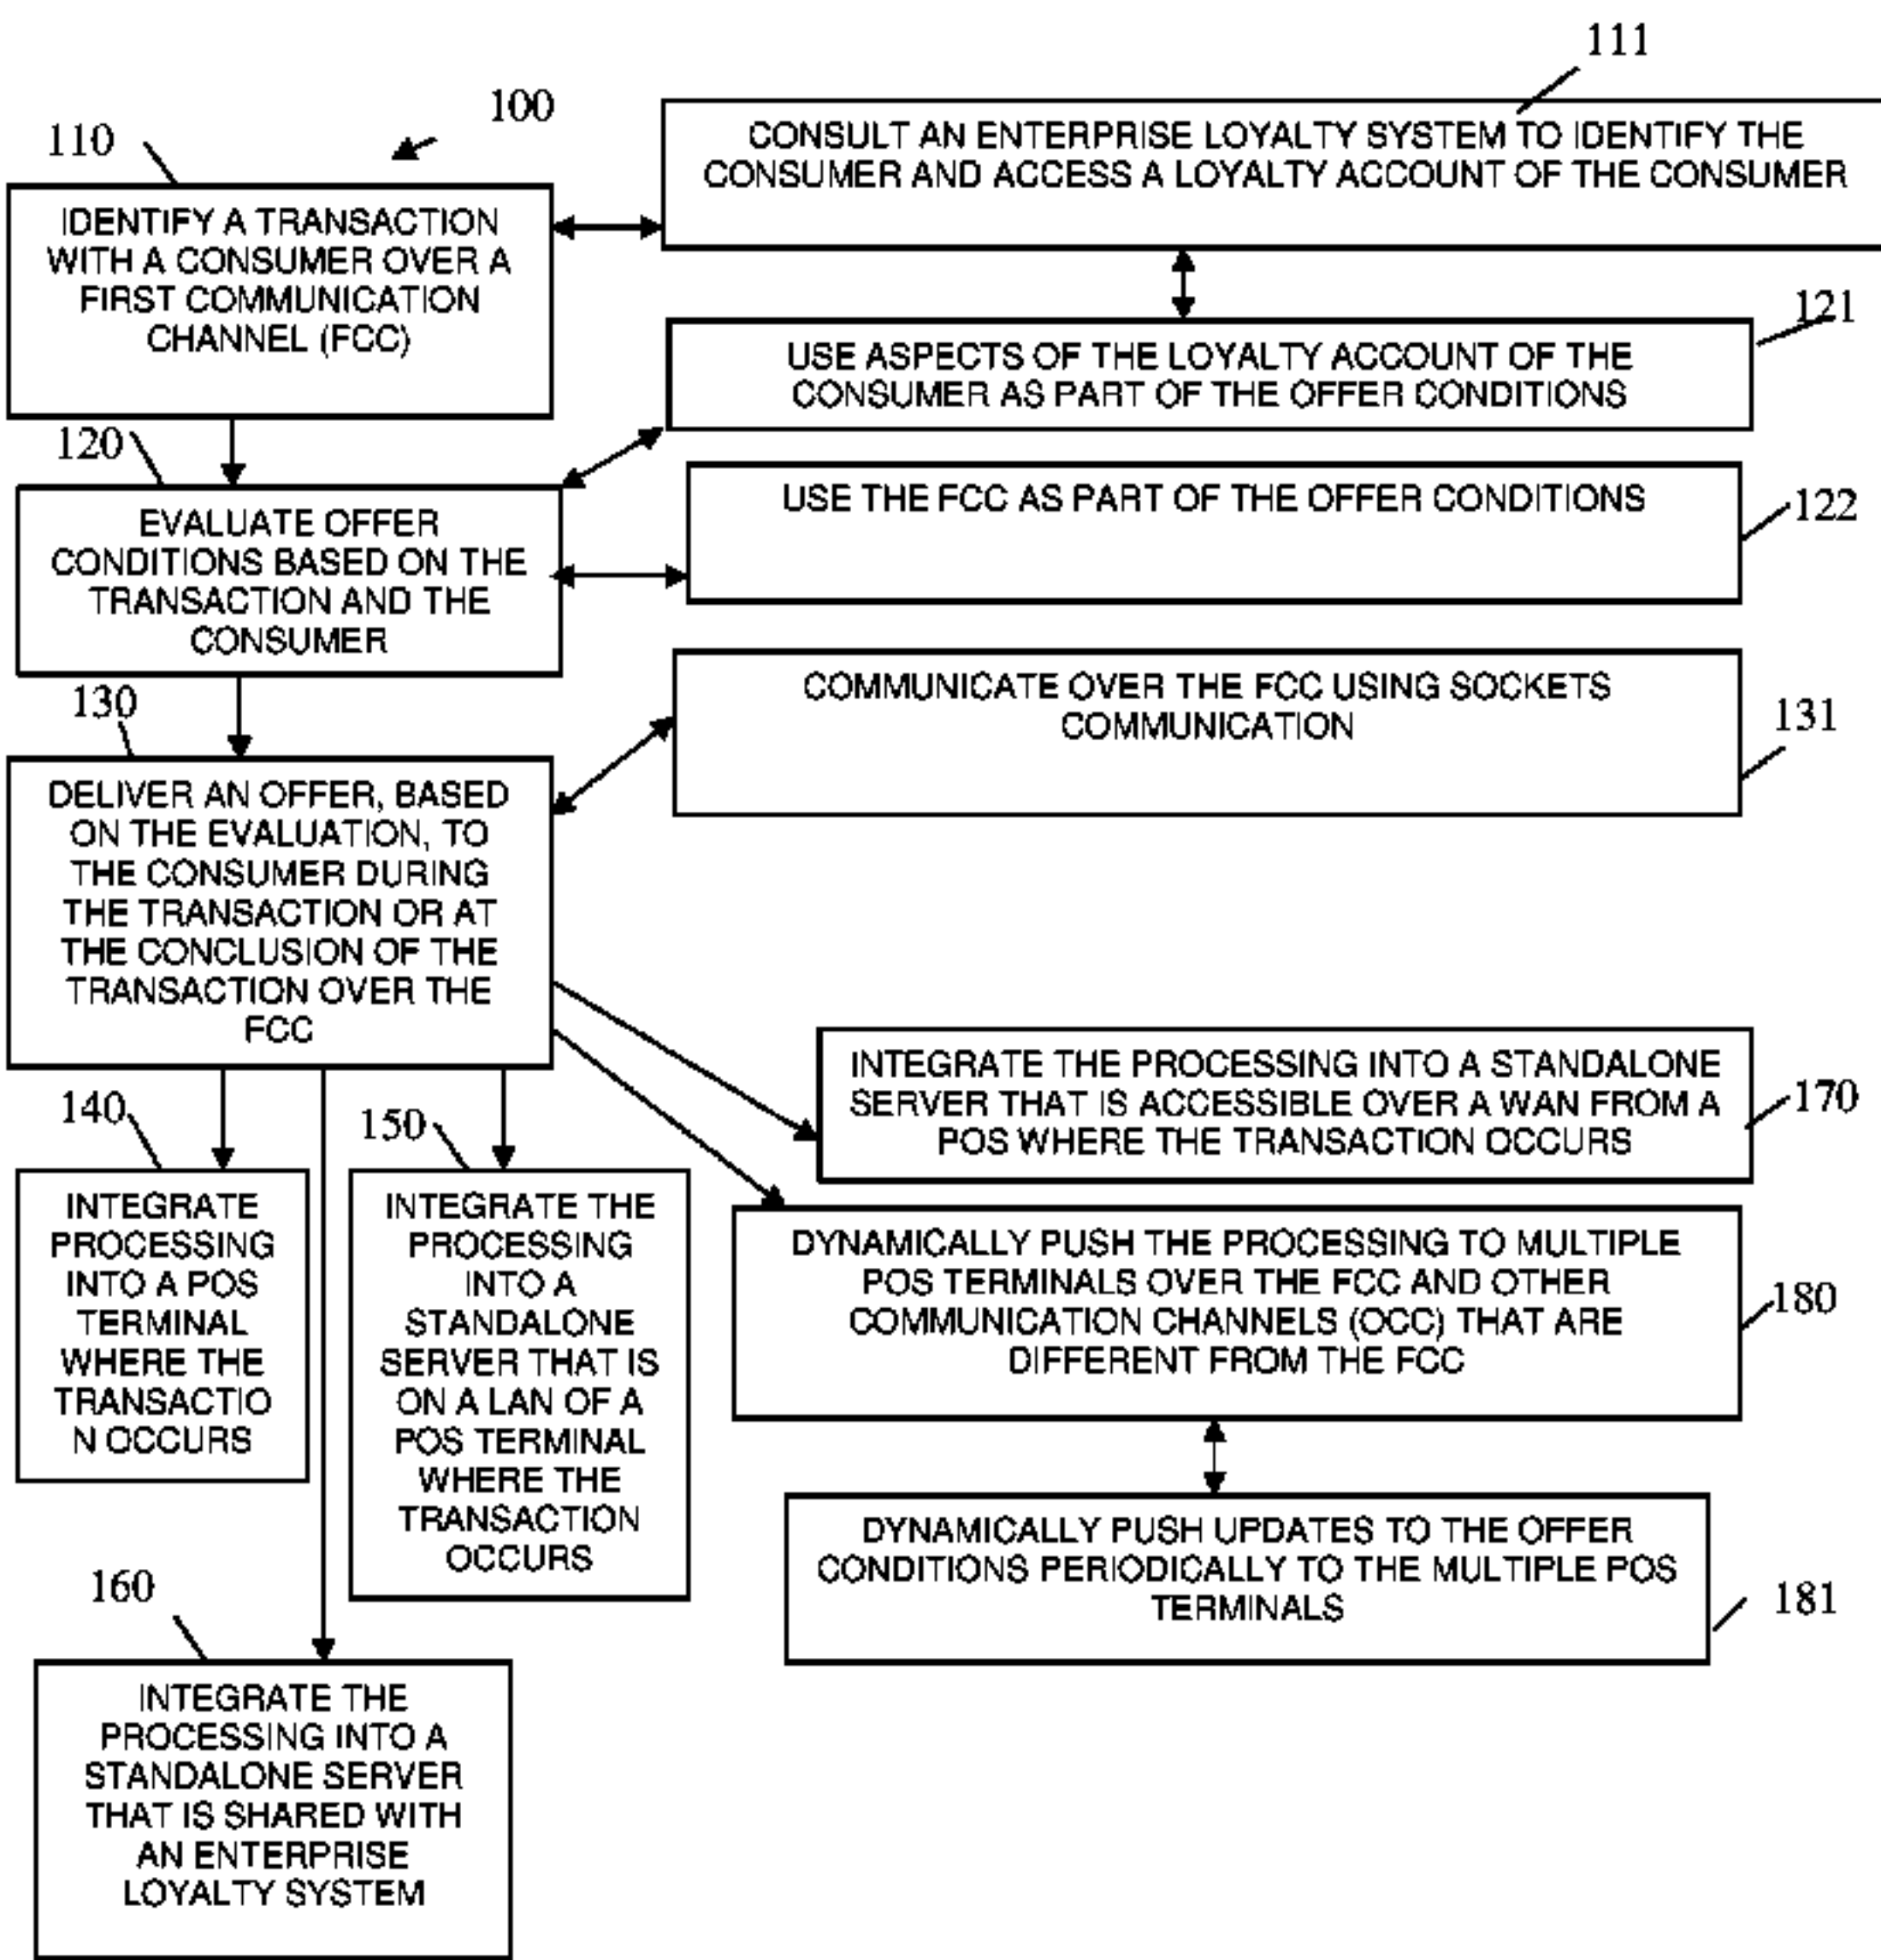 111
100
CONSULT AN ENTERPRISE LOYALTY SYSTEM TO IDENTIFY THE
CONSUMER AND ACCESS A LOYALTY ACCOUNT OF THE CONSUMER
110
IDENTIFY A TRANSACTION
WITH A CONSUMER OVER A
FIRST COMMUNICATION
CHANNEL (FCC)
121
USE ASPECTS OF THE LOYALTY ACCOUNT OF THE
CONSUMER AS PART OF THE OFFER CONDITIONS
120
EVALUATE OFFER
CONDITIONS BASED ON THE
TRANSACTION AND THE
CONSUMER
USE THE FCC AS PART OF THE OFFER CONDITIONS
122
130
COMMUNICATE OVER THE FCC USING SOCKETS
COMMUNICATION
131
DELIVER AN OFFER, BASED
ON THE EVALUATION, TO
THE CONSUMER DURING
THE TRANSACTION OR AT
THE CONCLUSION OF THE
TRANSACTION OVER THE
FCC
INTEGRATE THE PROCESSING INTO A STANDALONE
SERVER THAT IS ACCESSIBLE OVER A WAN FROM A
POS WHERE THE TRANSACTION OCCURS
170
140
INTEGRATE
PROCESSING
INTO A POS
TERMINAL
WHERE THE
TRANSACTIO
N OCCURS
150
INTEGRATE THE
PROCESSING
INTO A
STANDALONE
SERVER THAT IS
ON A LAN OF A
POS TERMINAL
WHERE THE
TRANSACTION
OCCURS
DYNAMICALLY PUSH THE PROCESSING TO MULTIPLE
POS TERMINALS OVER THE FCC AND OTHER
COMMUNICATION CHANNELS (OCC) THAT ARE
DIFFERENT FROM THE FCC
180
DYNAMICALLY PUSH UPDATES TO THE OFFER
CONDITIONS PERIODICALLY TO THE MULTIPLE POS
TERMINALS
181
160
INTEGRATE THE
PROCESSING INTO A
STANDALONE SERVER
THAT IS SHARED WITH
AN ENTERPRISE
LOYALTY SYSTEM